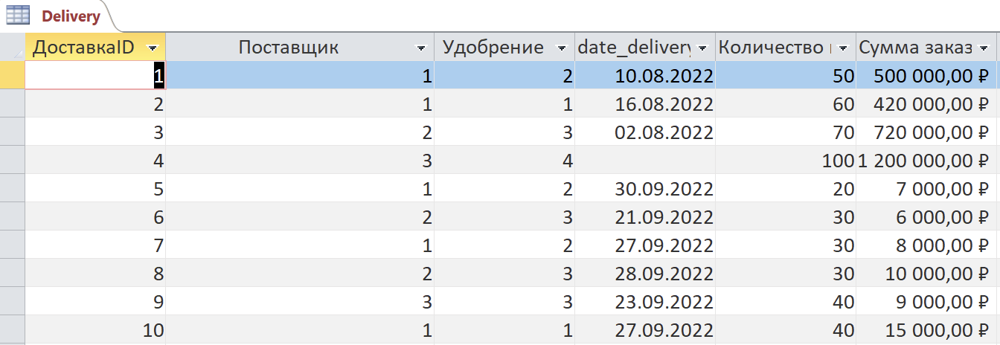 Delivery
ДоставкаID Поставщик Удобрение date_delivery Количество Сумма заказ
1 1 2 10.08.2022 50 500 000,00 ₽
2 1 1 16.08.2022 60 420 000,00 ₽
3 2 3 02.08.2022 70 720 000,00 ₽
4 3 4 100 1 200 000,00 ₽
5 1 2 30.09.2022 20 7 000,00 ₽
6 2 3 21.09.2022 30 6 000,00 ₽
7 1 2 27.09.2022 30 8 000,00 ₽
8 2 3 28.09.2022 30 10 000,00 ₽
9 3 3 23.09.2022 40 9 000,00 ₽
10 1 1 27.09.2022 40 15 000,00 ₽